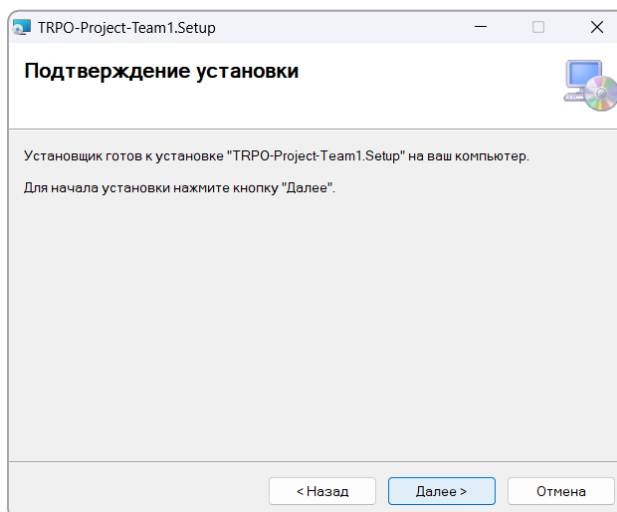 TRPO-Project-Team1.Setup
Подтверждение установки
Установщик готов к установке "TRPO-Project-Team1.Setup" на ваш компьютер.
Для начала установки нажмите кнопку "Далее".
< Назад
Далее >
Отмена